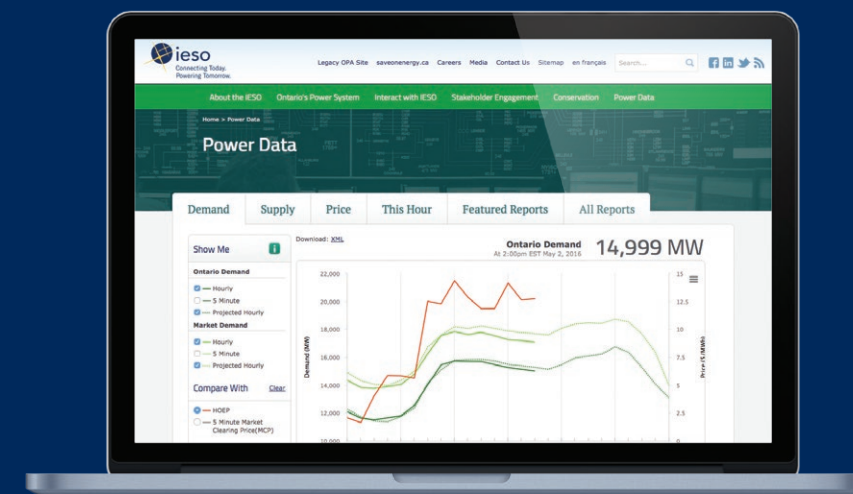 ieso
Connecting Today.
Powering Tomorrow.
Legacy OPA Site saveonenergy.ca Careers Media Contact Us Sitemap en français Search...
About the IESO Ontario's Power System Interact with IESO Stakeholder Engagement Conservation Power Data
Home > Power Data
Power Data
Demand Supply Price This Hour Featured Reports All Reports
Show Me
Download: XML
Ontario Demand 14,999 MW
At 2:00pm EST May 2, 2016
Ontario Demand
Hourly
5 Minute
Projected Hourly
Market Demand
Hourly
5 Minute
Projected Hourly
Compare With Clear
HOEP
5 Minute Market
Clearing Price(MCP)
Demand (MW)
22,000
20,000
18,000
16,000
14,000
12,000
10,000
15
12.5
10
7.5
5
2.5
0
Price ($/MWh)